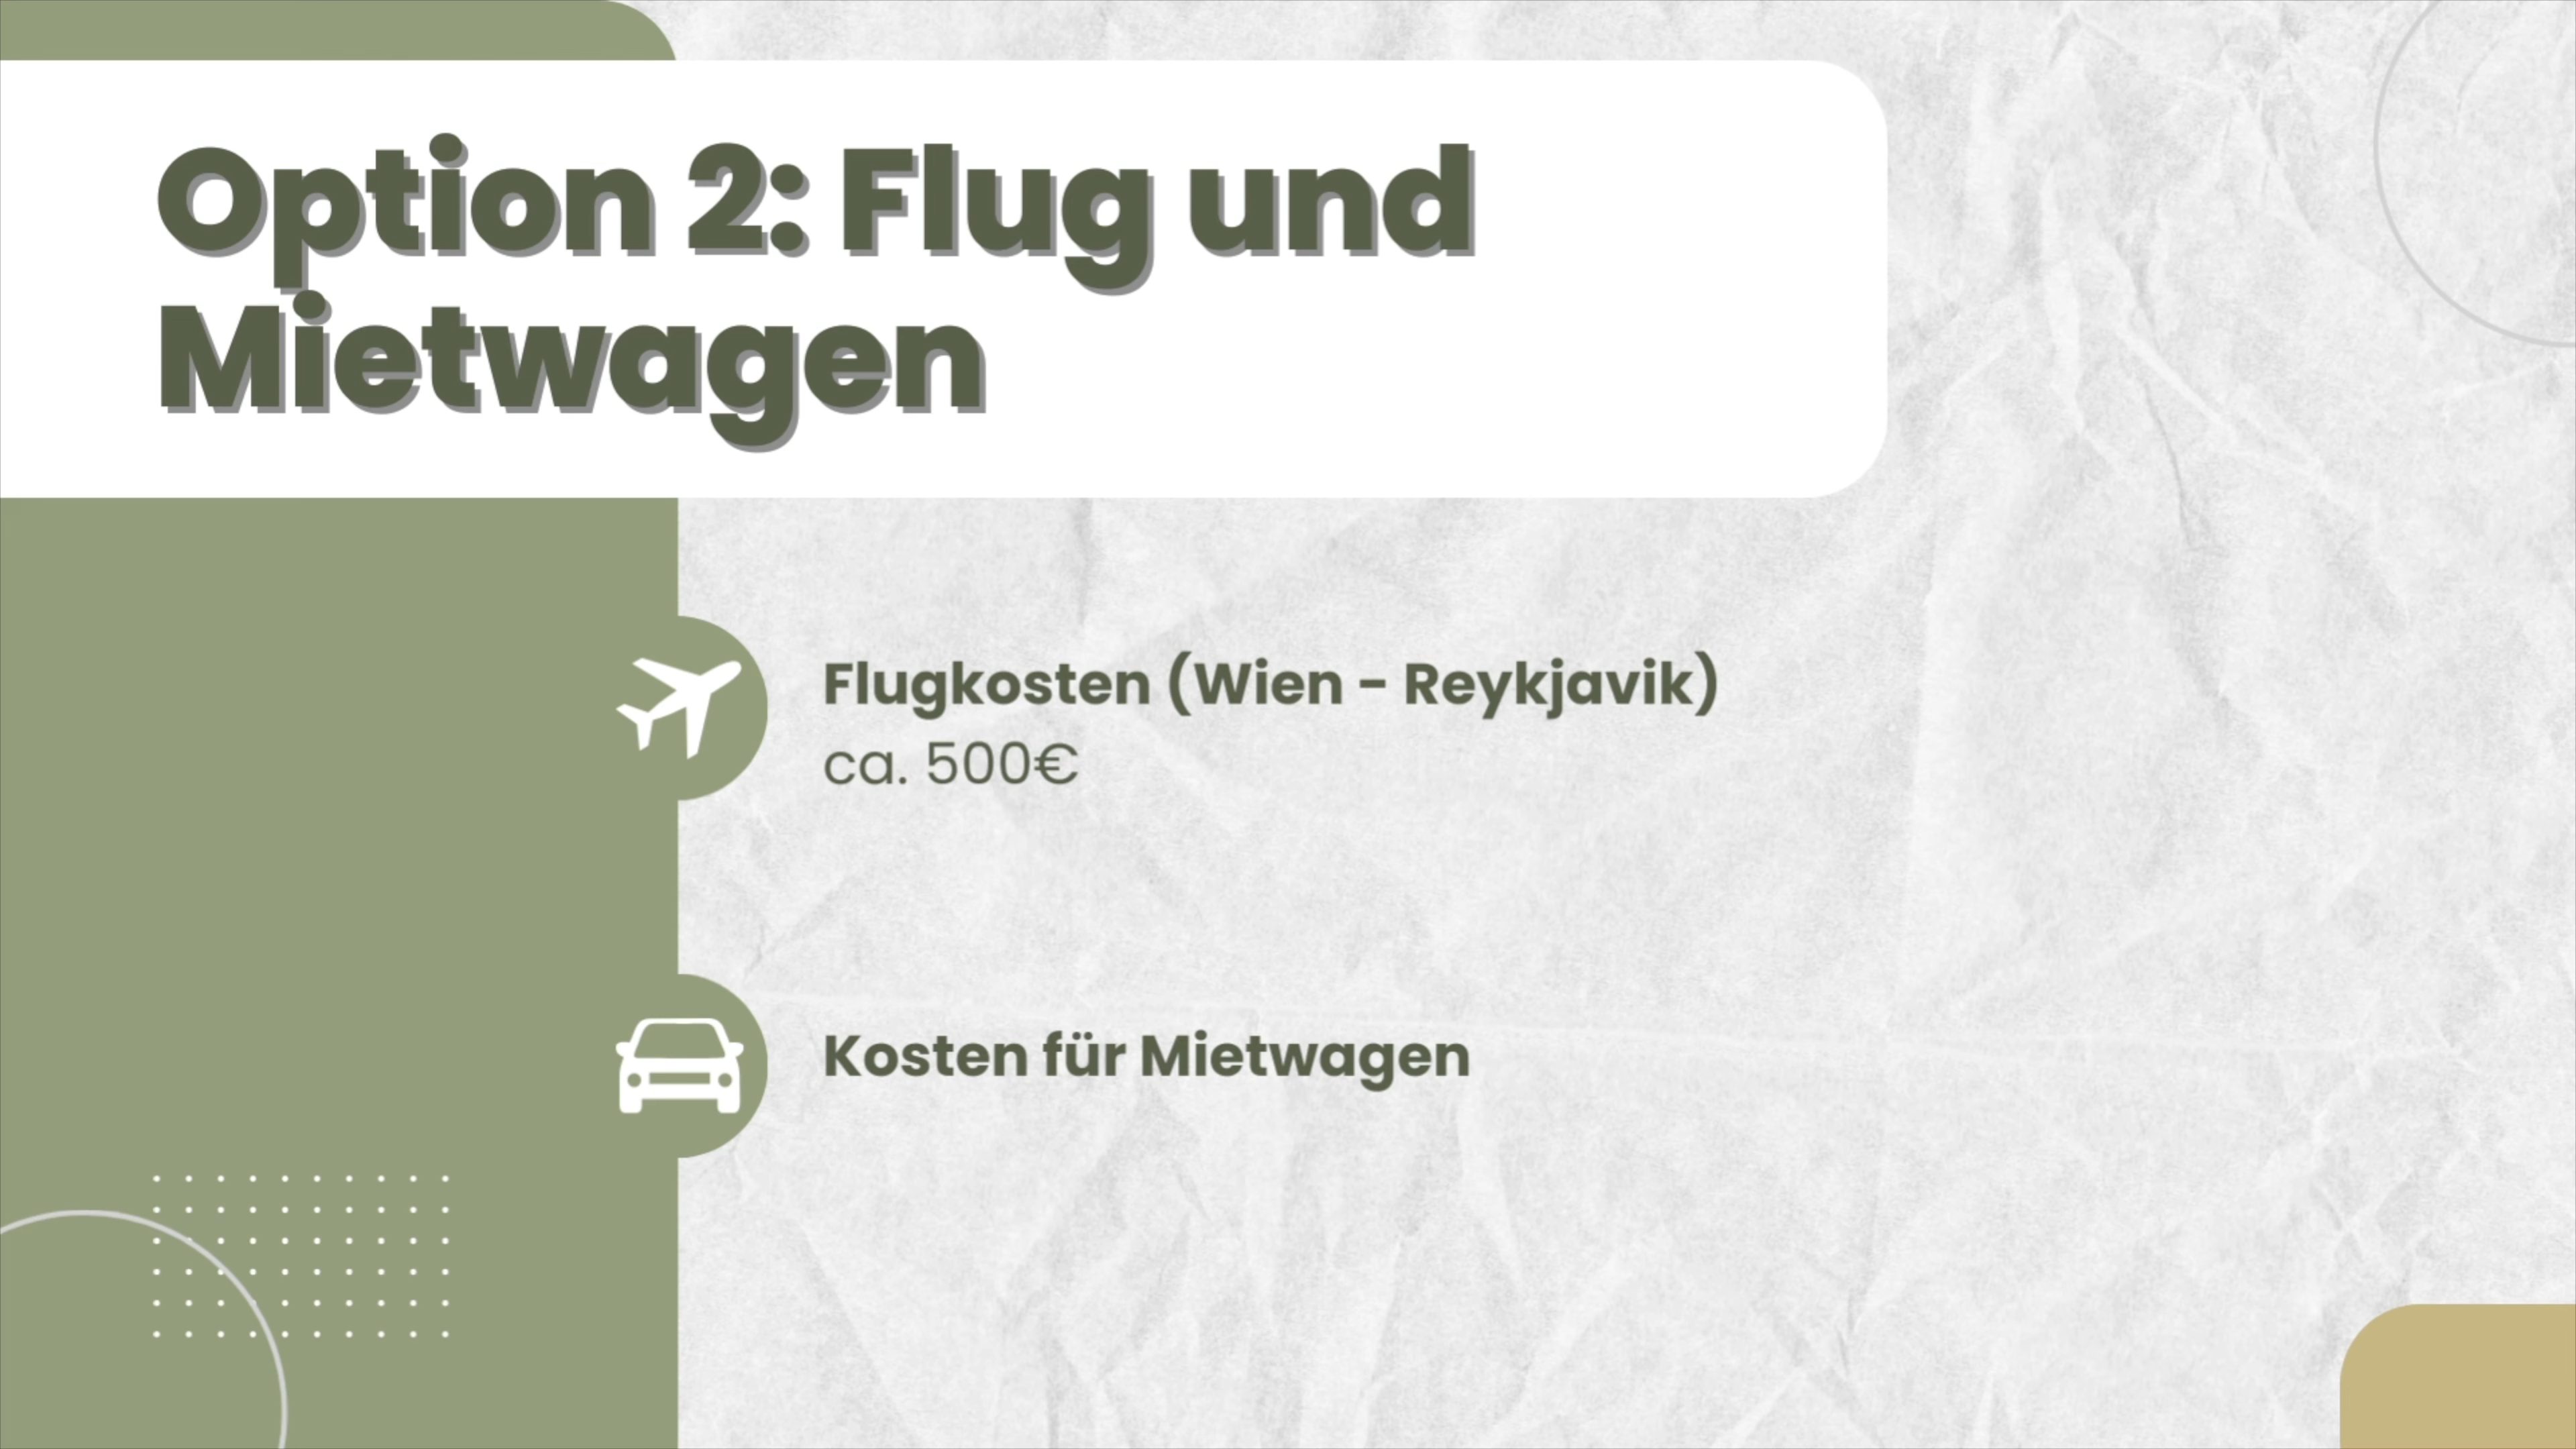 Option 2: Flug und
Mietwagen
Flugkosten (Wien - Reykjavik)
ca. 500€
Kosten für Mietwagen